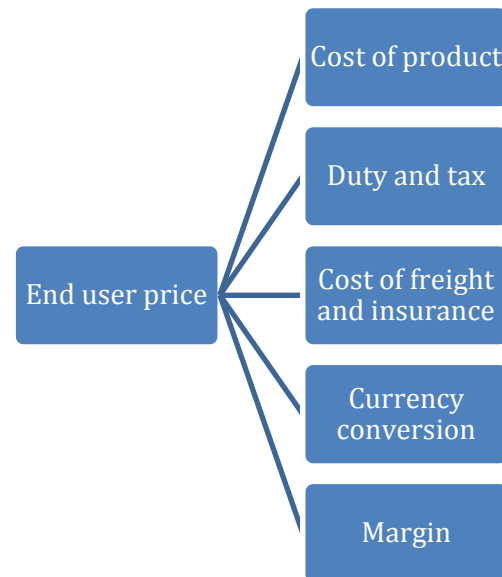 Cost of product
Duty and tax
End user price
Cost of freight
and insurance
Currency
conversion
Margin